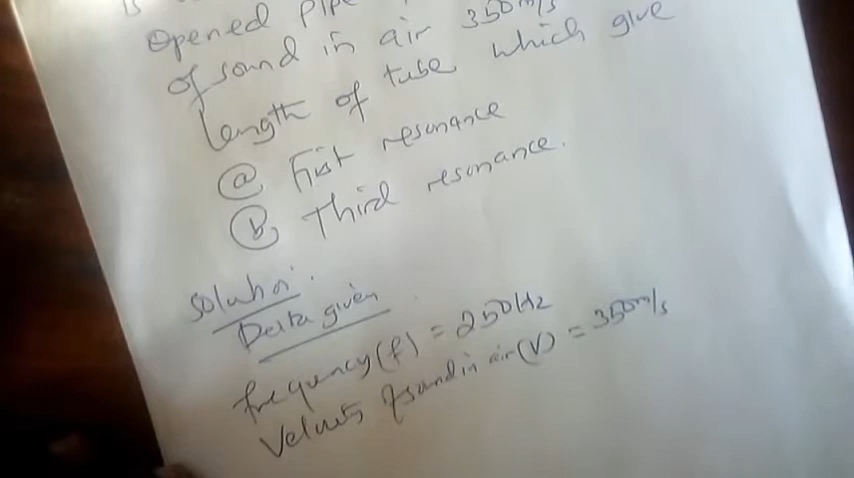 is
Opened pipe
of sound in air 350m/s
length of tube which give
(a) First resonance
(b) Third resonance.
Solution:
Data given
frequency (f) = 250Hz
Velocity of sound in air (V) = 350m/s